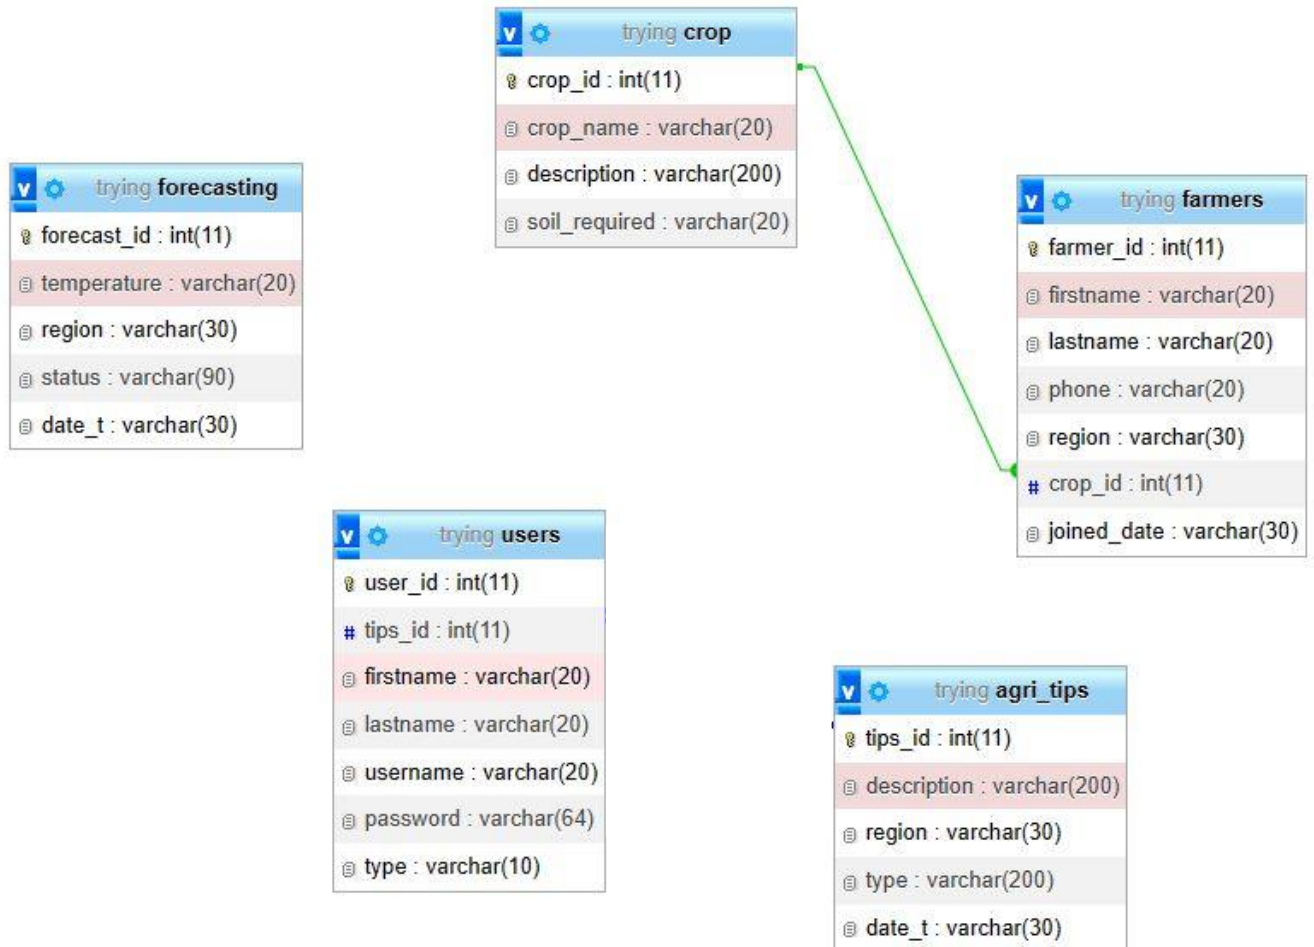 v trying crop
crop_id : int(11)
crop_name : varchar(20)
description : varchar(200)
soil_required : varchar(20)
v trying forecasting
forecast_id : int(11)
temperature : varchar(20)
region : varchar(30)
status : varchar(90)
date_t : varchar(30)
v trying farmers
farmer_id : int(11)
firstname : varchar(20)
lastname : varchar(20)
phone : varchar(20)
region : varchar(30)
# crop_id : int(11)
joined_date : varchar(30)
v trying users
user_id : int(11)
# tips_id : int(11)
firstname : varchar(20)
lastname : varchar(20)
username : varchar(20)
password : varchar(64)
type : varchar(10)
v trying agri_tips
tips_id : int(11)
description : varchar(200)
region : varchar(30)
type : varchar(200)
date_t : varchar(30)